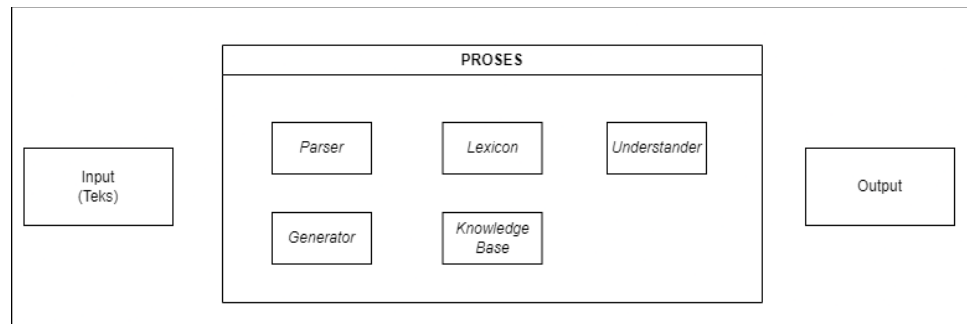 PROSES
Parser
Lexicon
Understander
Input
(Teks)
Output
Generator
Knowledge
Base